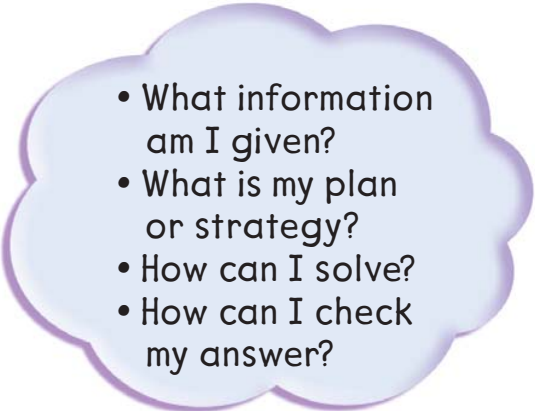 • What information
am I given?
• What is my plan
or strategy?
• How can I solve?
• How can I check
my answer?